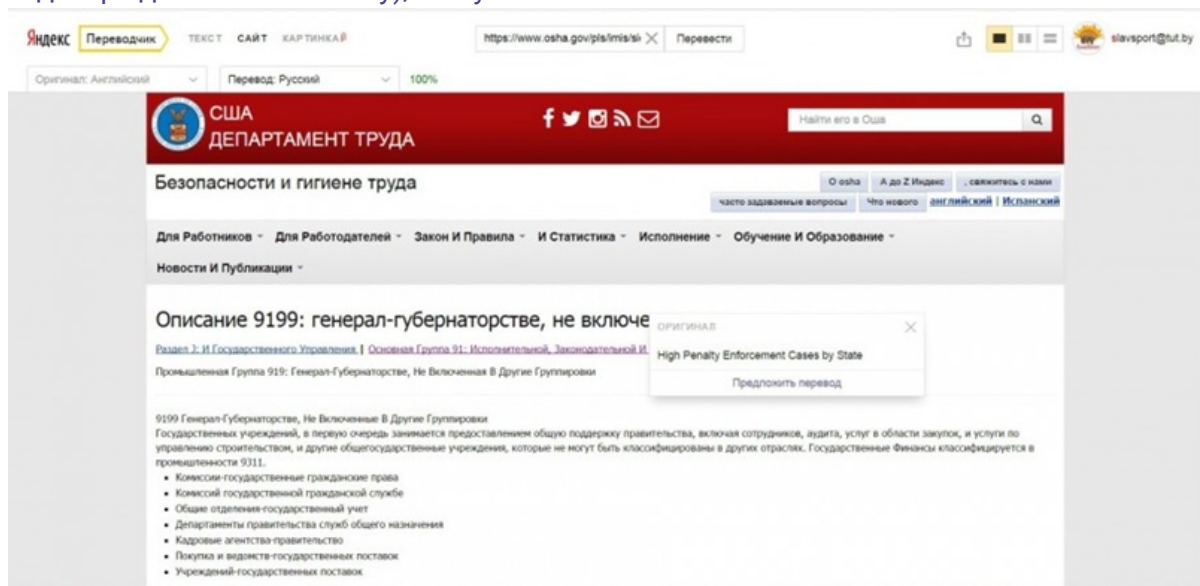 Яндекс Переводчик ТЕКСТ САЙТ КАРТИНКАβ https://www.osha.gov/pls/imis/si Перевести slavsport@tut.by
Оригинал: Английский Перевод: Русский 100%
США
ДЕПАРТАМЕНТ ТРУДА
Найти его в Оша
Безопасности и гигиене труда
О osha А до Z Индекс , свяжитесь с нами
часто задаваемые вопросы Что нового английский | Испанский
Для Работников Для Работодателей Закон И Правила И Статистика Исполнение Обучение И Образование
Новости И Публикации
Описание 9199: генерал-губернаторстве, не включе
ОРИГИНАЛ
Раздел J: И Государственного Управления | Основная Группа 91: Исполнительной, Законодательной И
High Penalty Enforcement Cases by State
Промышленная Группа 919: Генерал-Губернаторстве, Не Включенная В Другие Группировки
Предложить перевод
9199 Генерал-Губернаторстве, Не Включенные В Другие Группировки
Государственных учреждений, в первую очередь занимается предоставлением общую поддержку правительства, включая сотрудников, аудита, услуг в области закупок, и услуги по
управлению строительством, и другие общегосударственные учреждения, которые не могут быть классифицированы в других отраслях. Государственные Финансы классифицируется в
промышленности 9311.
• Комиссии-государственные гражданские права
• Комиссий государственной гражданской службе
• Общие отделения-государственный учет
• Департаменты правительства служб общего назначения
• Кадровые агентства-правительство
• Покупка и ведомств-государственных поставок
• Учреждений-государственных поставок